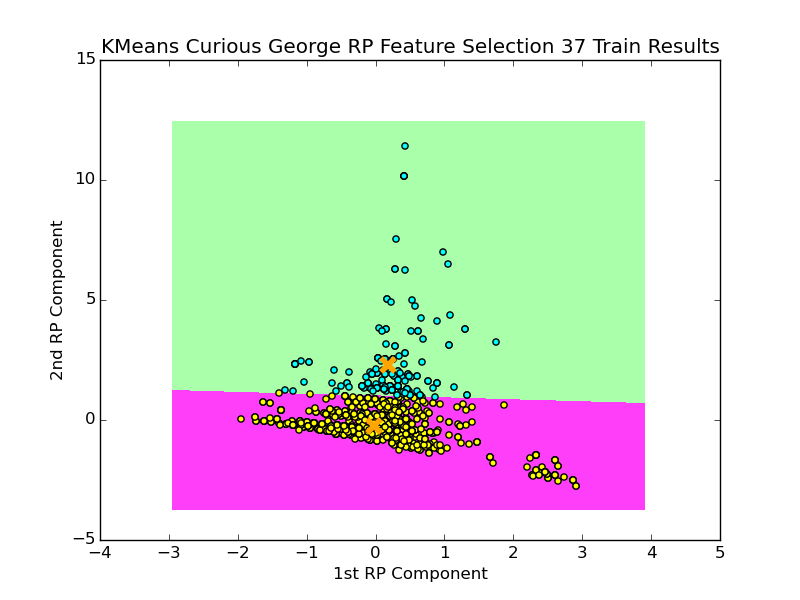 KMeans Curious George RP Feature Selection 37 Train Results
15
10
5
0
−5
−4 −3 −2 −1 0 1 2 3 4 5
2nd RP Component
1st RP Component